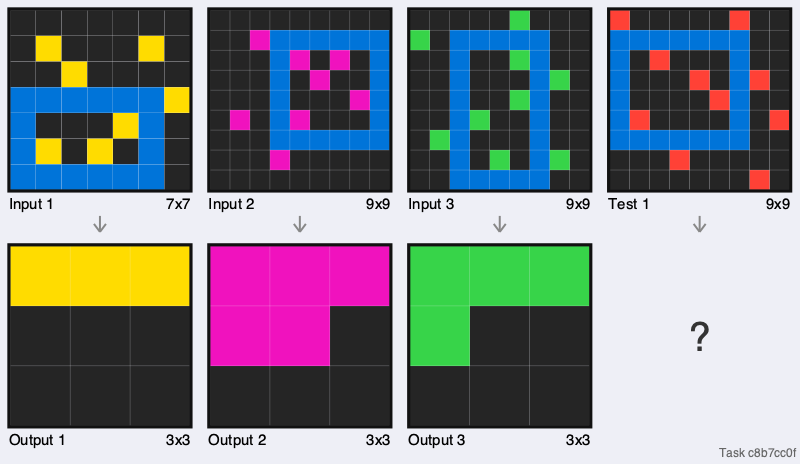 Input 1 7x7
Input 2 9x9
Input 3 9x9
Test 1 9x9
?
Output 1 3x3
Output 2 3x3
Output 3 3x3
Task c8b7cc0f